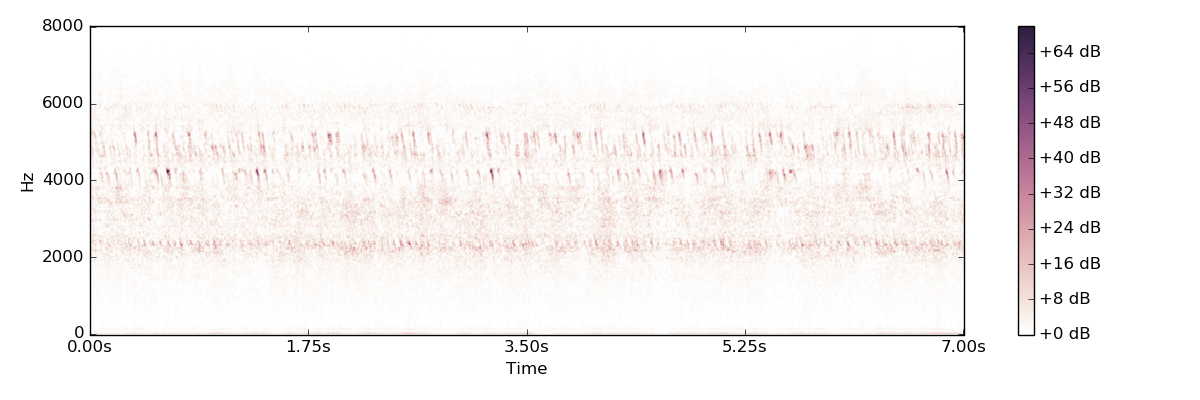 8000
6000
4000
2000
0
Hz
0.00s
1.75s
3.50s
5.25s
7.00s
Time
+64 dB
+56 dB
+48 dB
+40 dB
+32 dB
+24 dB
+16 dB
+8 dB
+0 dB